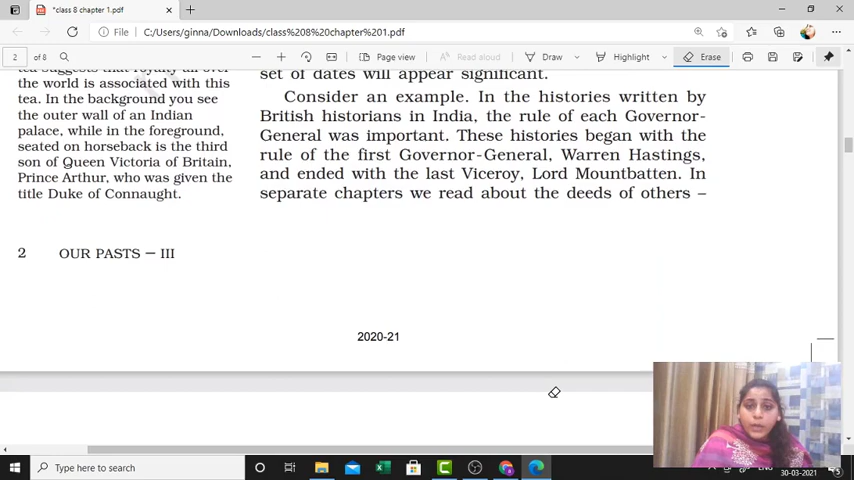 *class 8 chapter 1.pdf
File
C:/Users/ginna/Downloads/class%208%20chapter%201.pdf
2
of 8
Page view
Read aloud
Draw
Highlight
Erase
tea suggests that royalty all over
the world is associated with this
tea. In the background you see
the outer wall of an Indian
palace, while in the foreground,
seated on horseback is the third
son of Queen Victoria of Britain,
Prince Arthur, who was given the
title Duke of Connaught.
set of dates will appear significant.
Consider an example. In the histories written by
British historians in India, the rule of each Governor-
General was important. These histories began with the
rule of the first Governor-General, Warren Hastings,
and ended with the last Viceroy, Lord Mountbatten. In
separate chapters we read about the deeds of others –
2 OUR PASTS – III
2020-21
Type here to search
30-03-2021